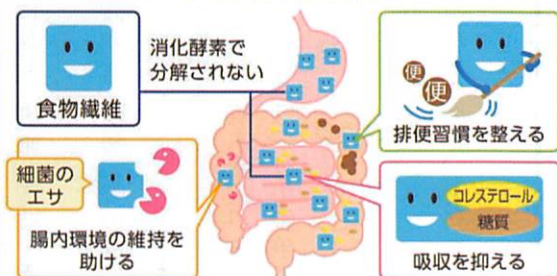 食物繊維
消化酵素で
分解されない
便
便
排便習慣を整える
細菌の
エサ
腸内環境の維持を
助ける
コレステロール
糖質
吸収を抑える